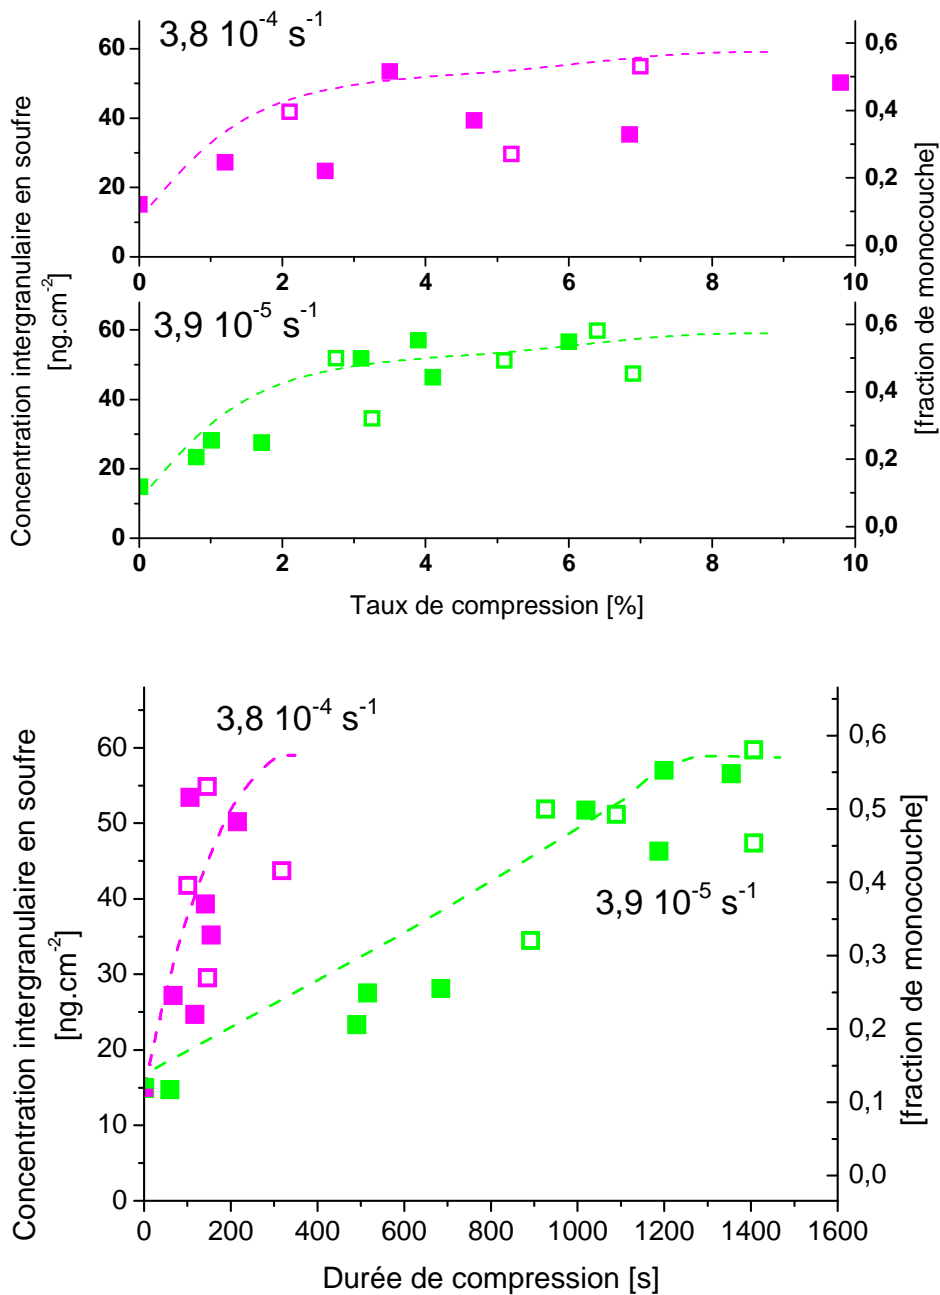 3,8 10-4 s-1
60
40
20
0
0,6
0,4
0,2
0,0
0 2 4 6 8 10
3,9 10-5 s-1
60
40
20
0
0,6
0,4
0,2
0,0
0 2 4 6 8 10
Taux de compression [%]
Concentration intergranulaire en soufre
[ng.cm-2]
[fraction de monocouche]
3,8 10-4 s-1
3,9 10-5 s-1
60
50
40
30
20
10
0
0,6
0,5
0,4
0,3
0,2
0,1
0,0
0 200 400 600 800 1000 1200 1400 1600
Durée de compression [s]
Concentration intergranulaire en soufre
[ng.cm-2]
[fraction de monocouche]